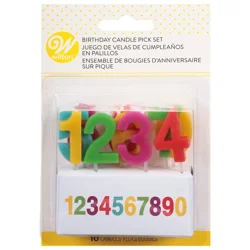 W
Wilton
BIRTHDAY CANDLE PICK SET
JUEGO DE VELAS DE CUMPLEAÑOS
EN PALILLOS
ENSEMBLE DE BOUGIES D'ANNIVERSAIRE
SUR PIQUE
1234
1234567890